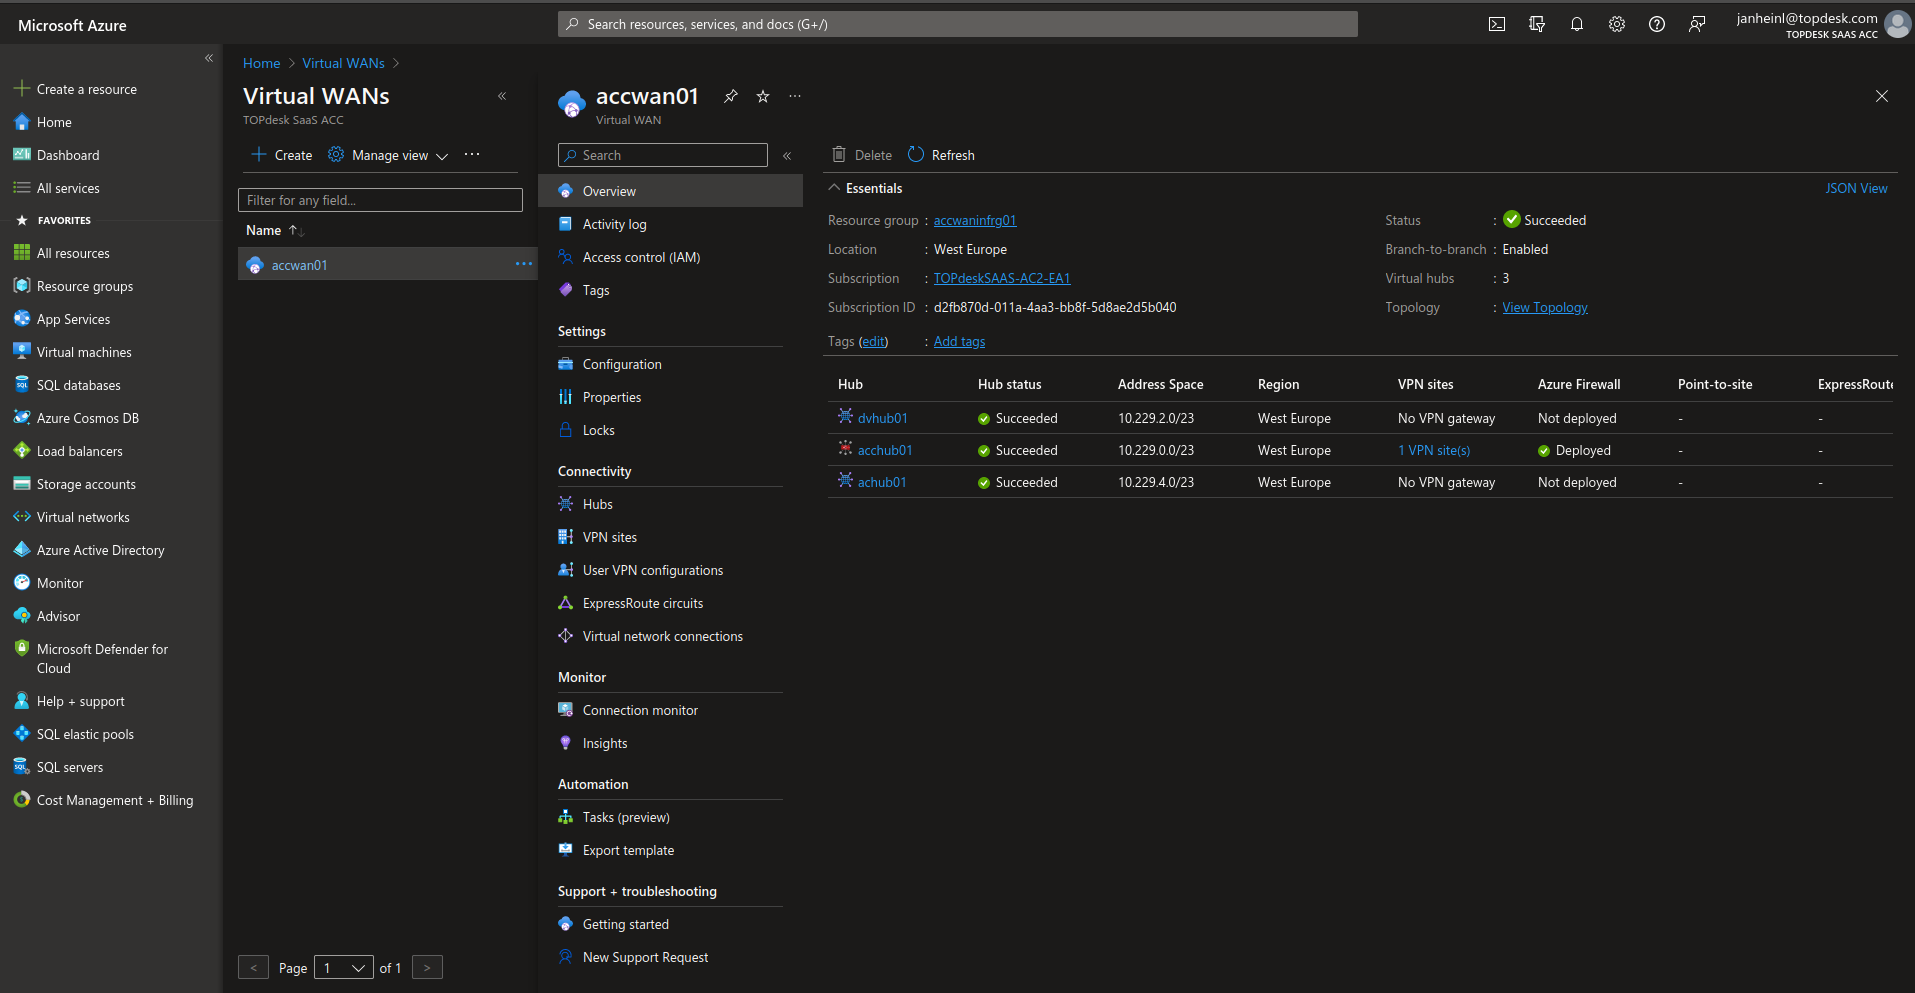 Microsoft Azure
Search resources, services, and docs (G+/)
janheinl@topdesk.com
TOPDESK SAAS ACC
Create a resource
Home
Dashboard
All services
FAVORITES
All resources
Resource groups
App Services
Virtual machines
SQL databases
Azure Cosmos DB
Load balancers
Storage accounts
Virtual networks
Azure Active Directory
Monitor
Advisor
Microsoft Defender for
Cloud
Help + support
SQL elastic pools
SQL servers
Cost Management + Billing
Home > Virtual WANs >
Virtual WANs
TOPdesk SaaS ACC
Create Manage view ...
Filter for any field...
Name
accwan01 ...
< Page 1 of 1 >
accwan01 ...
Virtual WAN
Search
Overview
Activity log
Access control (IAM)
Tags
Settings
Configuration
Properties
Locks
Connectivity
Hubs
VPN sites
User VPN configurations
ExpressRoute circuits
Virtual network connections
Monitor
Connection monitor
Insights
Automation
Tasks (preview)
Export template
Support + troubleshooting
Getting started
New Support Request
Delete Refresh
Essentials JSON View
Resource group : accwaninfrg01
Location : West Europe
Subscription : TOPdeskSAAS-AC2-EA1
Subscription ID : d2fb870d-011a-4aa3-bb8f-5d8ae2d5b040
Status : Succeeded
Branch-to-branch : Enabled
Virtual hubs : 3
Topology : View Topology
Tags (edit) : Add tags
Hub Hub status Address Space Region VPN sites Azure Firewall Point-to-site ExpressRoute
dvhub01 Succeeded 10.229.2.0/23 West Europe No VPN gateway Not deployed - -
acchub01 Succeeded 10.229.0.0/23 West Europe 1 VPN site(s) Deployed - -
achub01 Succeeded 10.229.4.0/23 West Europe No VPN gateway Not deployed - -